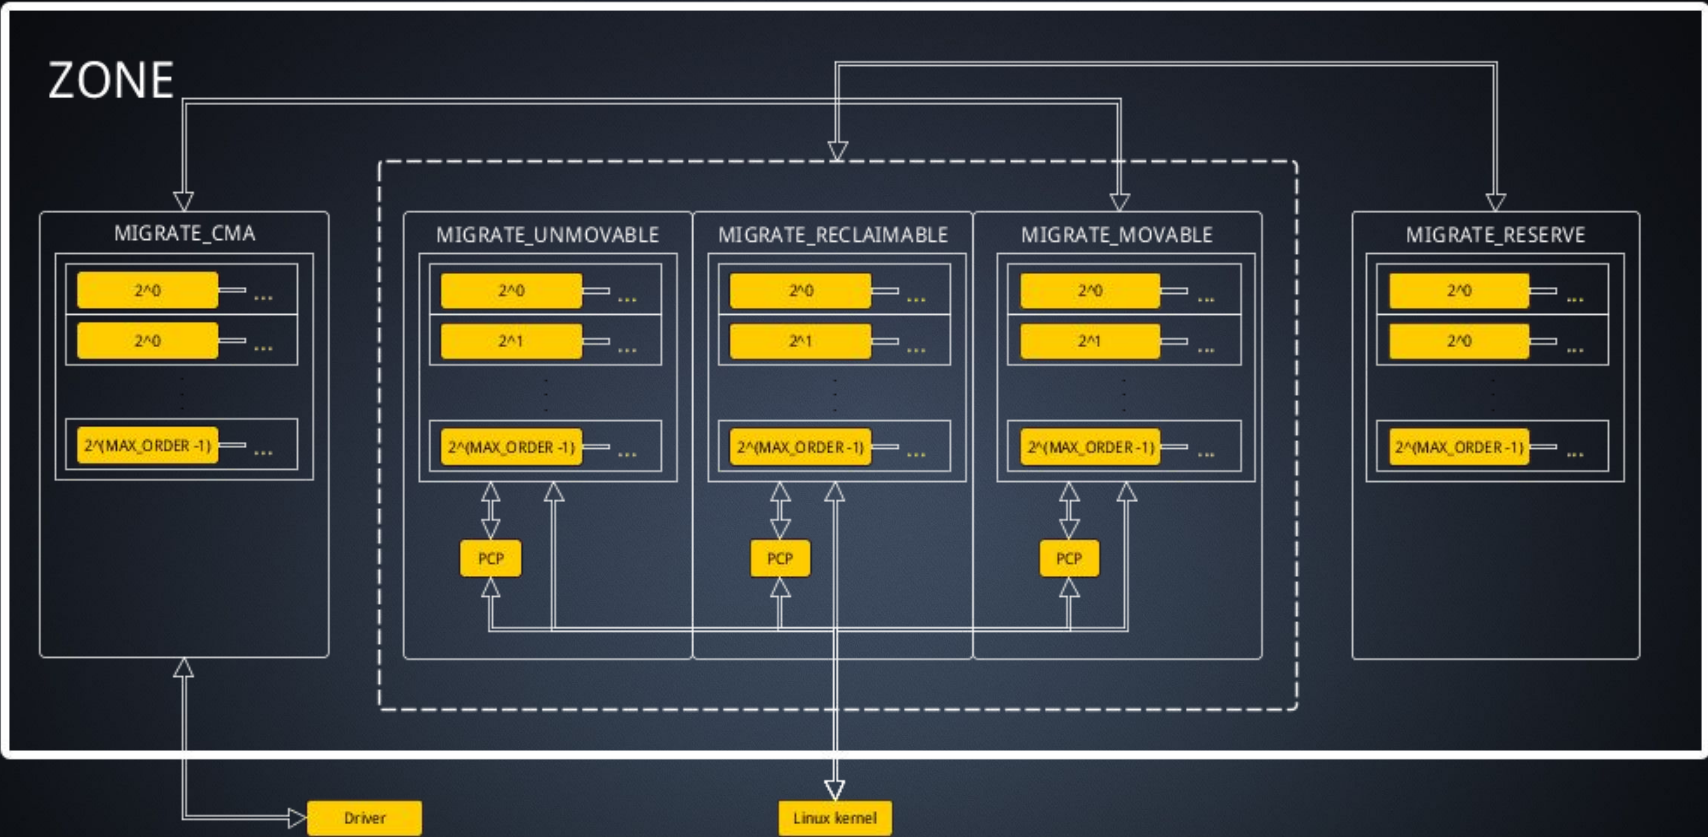 ZONE
MIGRATE_CMA
2^0 ...
2^0 ...
2^(MAX_ORDER -1) ...
MIGRATE_UNMOVABLE
2^0 ...
2^1 ...
2^(MAX_ORDER -1) ...
PCP
MIGRATE_RECLAIMABLE
2^0 ...
2^1 ...
2^(MAX_ORDER -1) ...
PCP
MIGRATE_MOVABLE
2^0 ...
2^1 ...
2^(MAX_ORDER -1) ...
PCP
MIGRATE_RESERVE
2^0 ...
2^0 ...
2^(MAX_ORDER -1) ...
Driver
Linux kernel